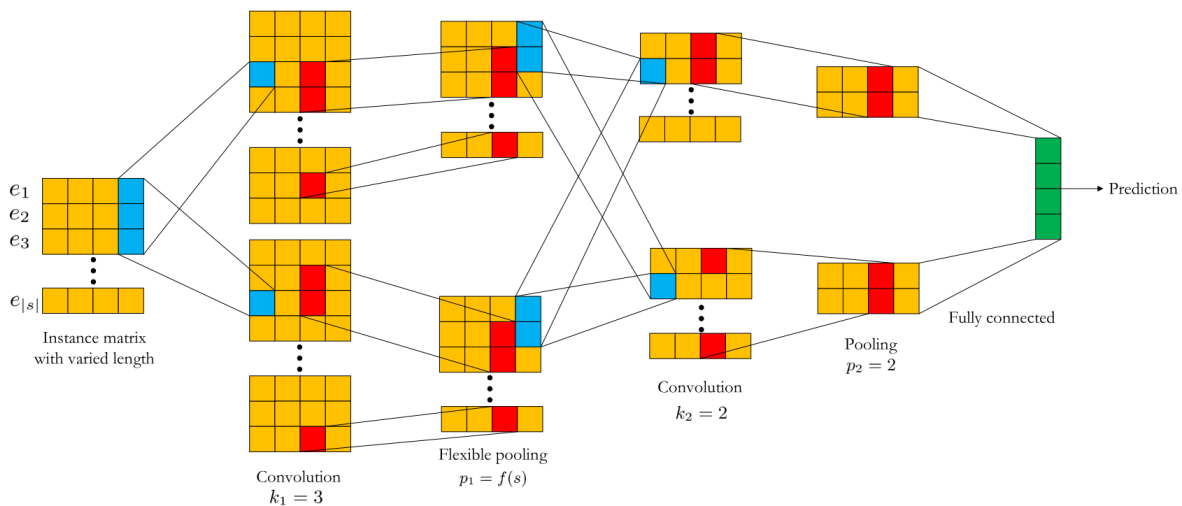 e₁
e₂
e₃
e|s|
Instance matrix
with varied length
Convolution
k₁ = 3
Flexible pooling
p₁ = f(s)
Convolution
k₂ = 2
Pooling
p₂ = 2
Fully connected
Prediction